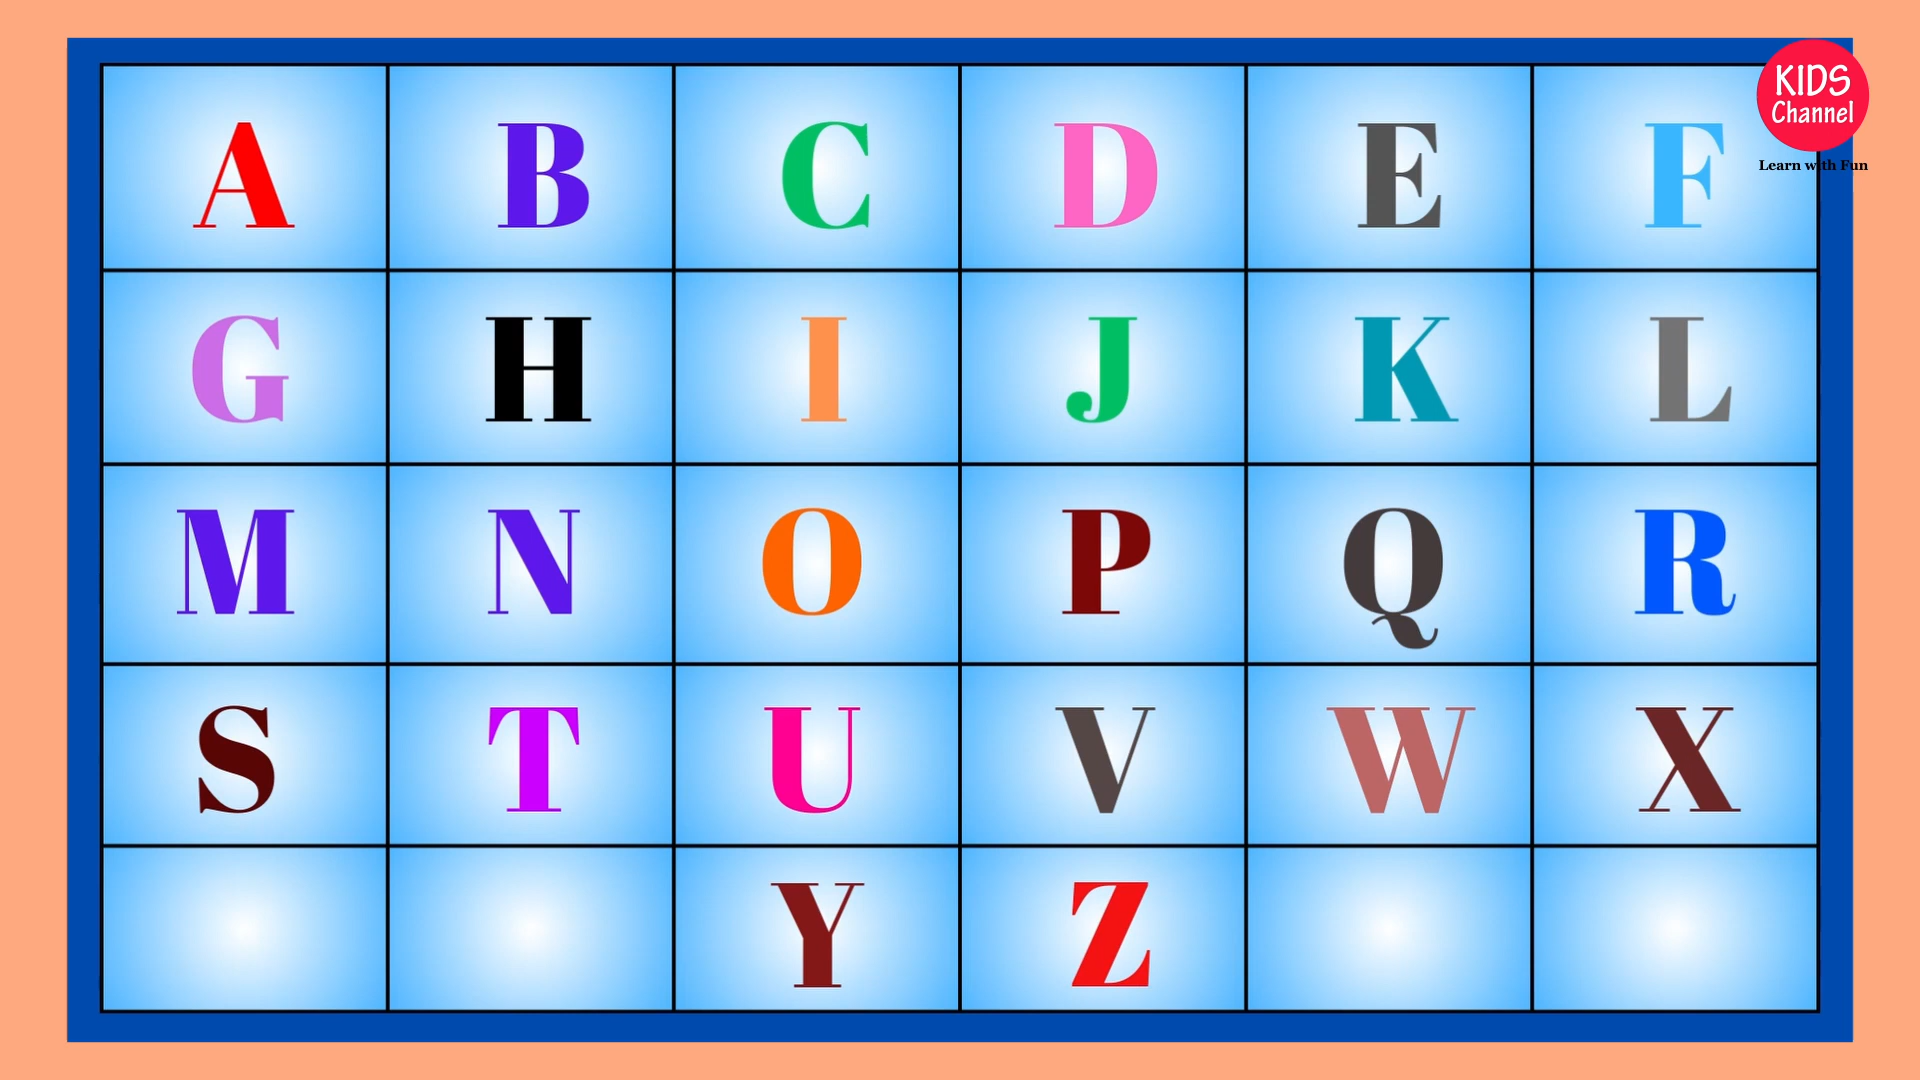 A B C D E F
G H I J K L
M N O P Q R
S T U V W X
Y Z
KIDS
Channel
Learn with Fun